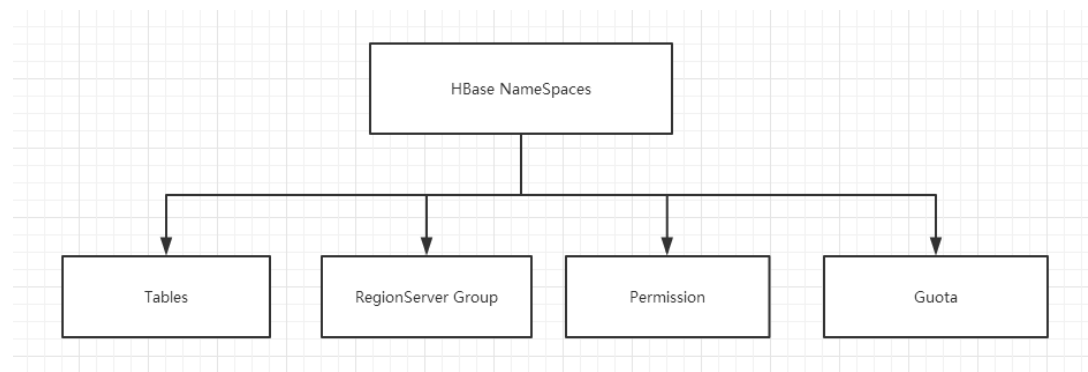 HBase NameSpaces
Tables
RegionServer Group
Permission
Guota